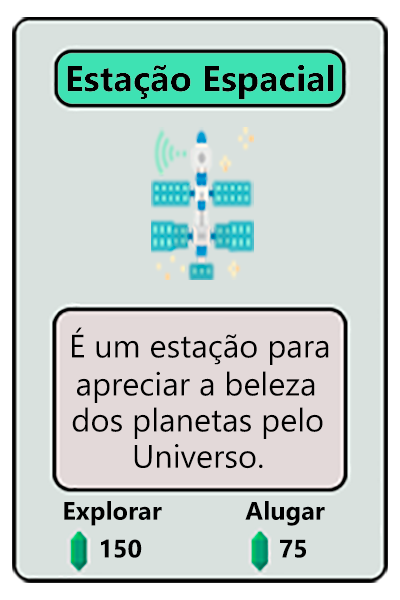 Estação Espacial
É um estação para
apreciar a beleza
dos planetas pelo
Universo.
Explorar Alugar
150 75